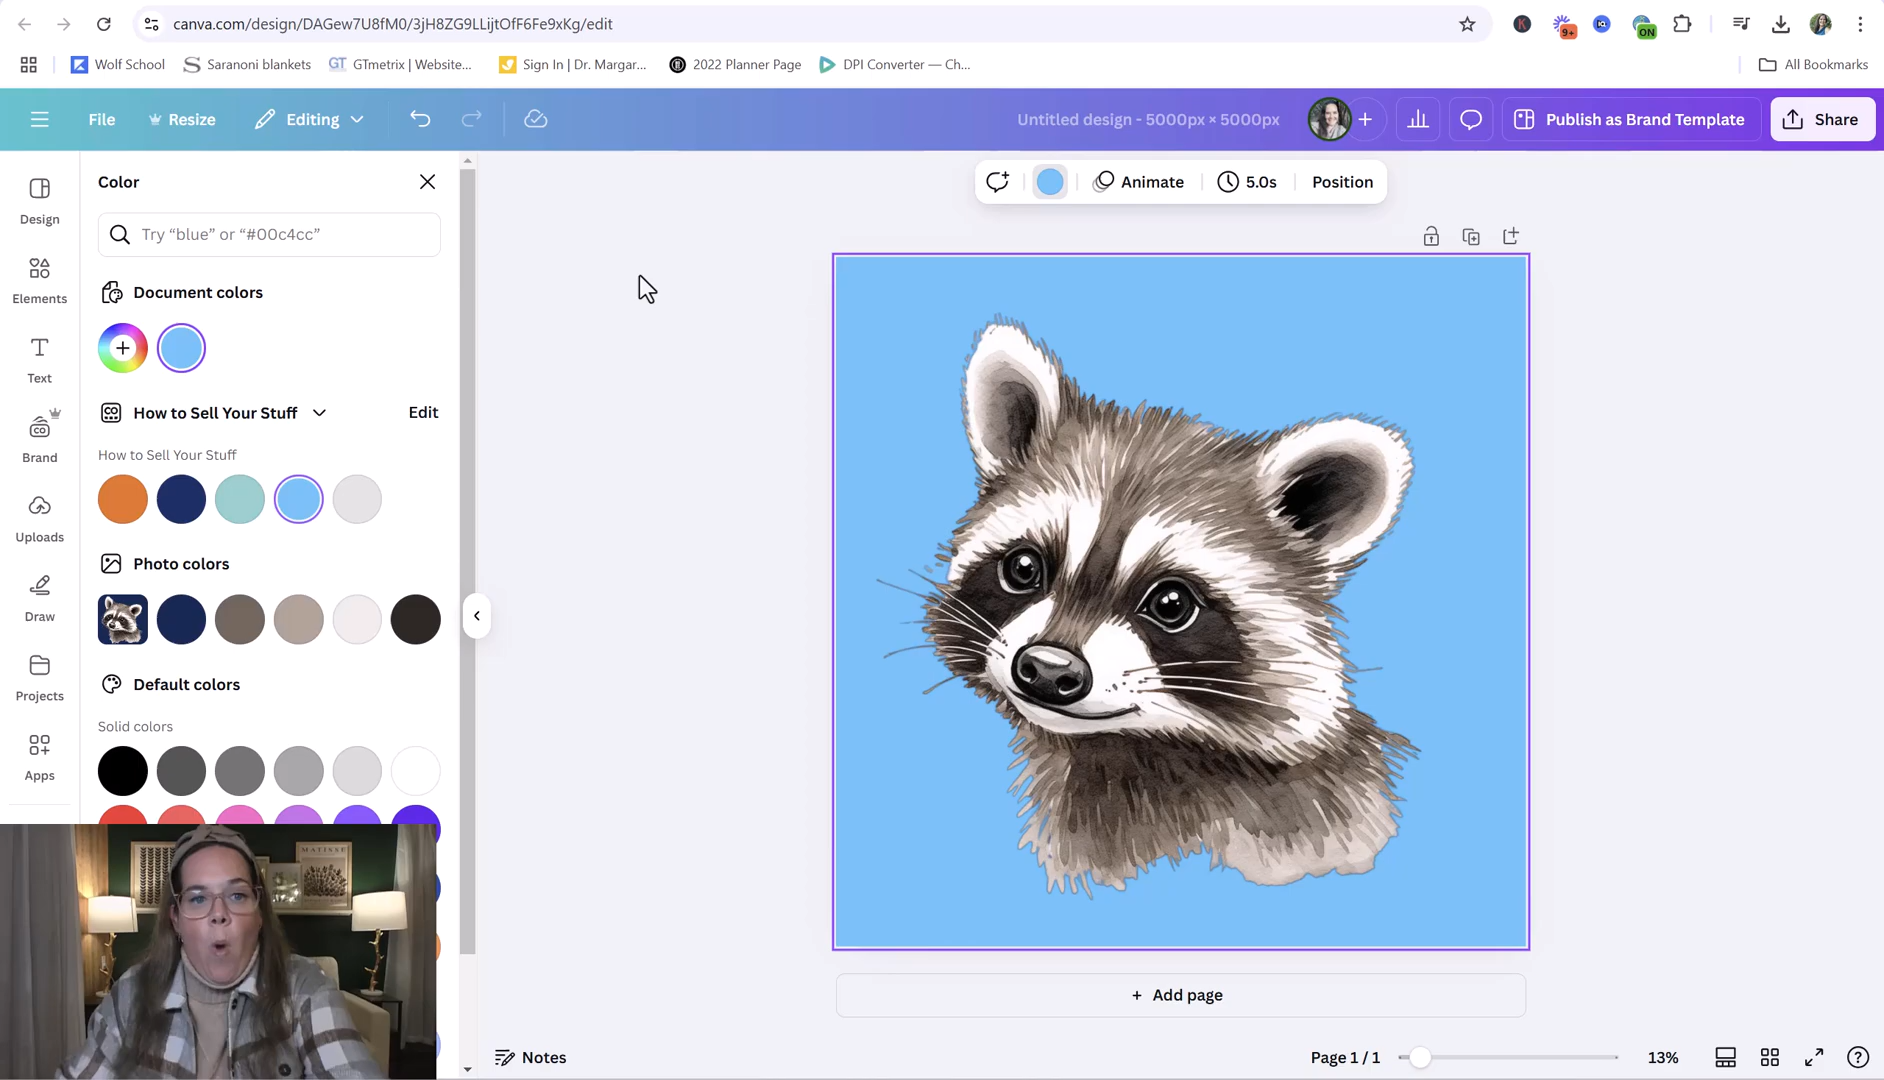 canva.com/design/DAGew7U8fM0/3jH8ZG9LLijtOfF6Fe9xKg/edit
9+
ON
Wolf School
Saranoni blankets
GTmetrix | Website...
Sign In | Dr. Margar...
2022 Planner Page
DPI Converter — Ch...
All Bookmarks
File
Resize
Editing
Untitled design - 5000px × 5000px
Publish as Brand Template
Share
Design
Elements
Text
Brand
Uploads
Draw
Projects
Apps
Color
Try “blue” or “#00c4cc”
Document colors
How to Sell Your Stuff
Edit
How to Sell Your Stuff
Photo colors
Default colors
Solid colors
Animate
5.0s
Position
+ Add page
MATISSE
Notes
Page 1 / 1
13%